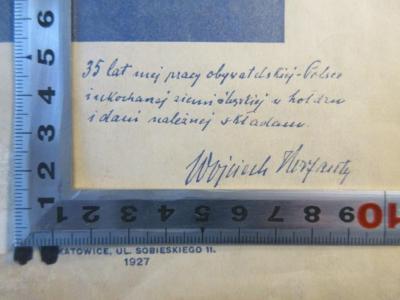 35 lat mej pracy obywatelskiej - Polsce
i ukochanej ziemi śląskiej w hołdzie
i dani należnej składam.
Wojciech Korfanty
6
5
4
3
2
1
1 2 3 4 5 6 7 8 9 10
KATOWICE, UL. SOBIESKIEGO 11.
1927